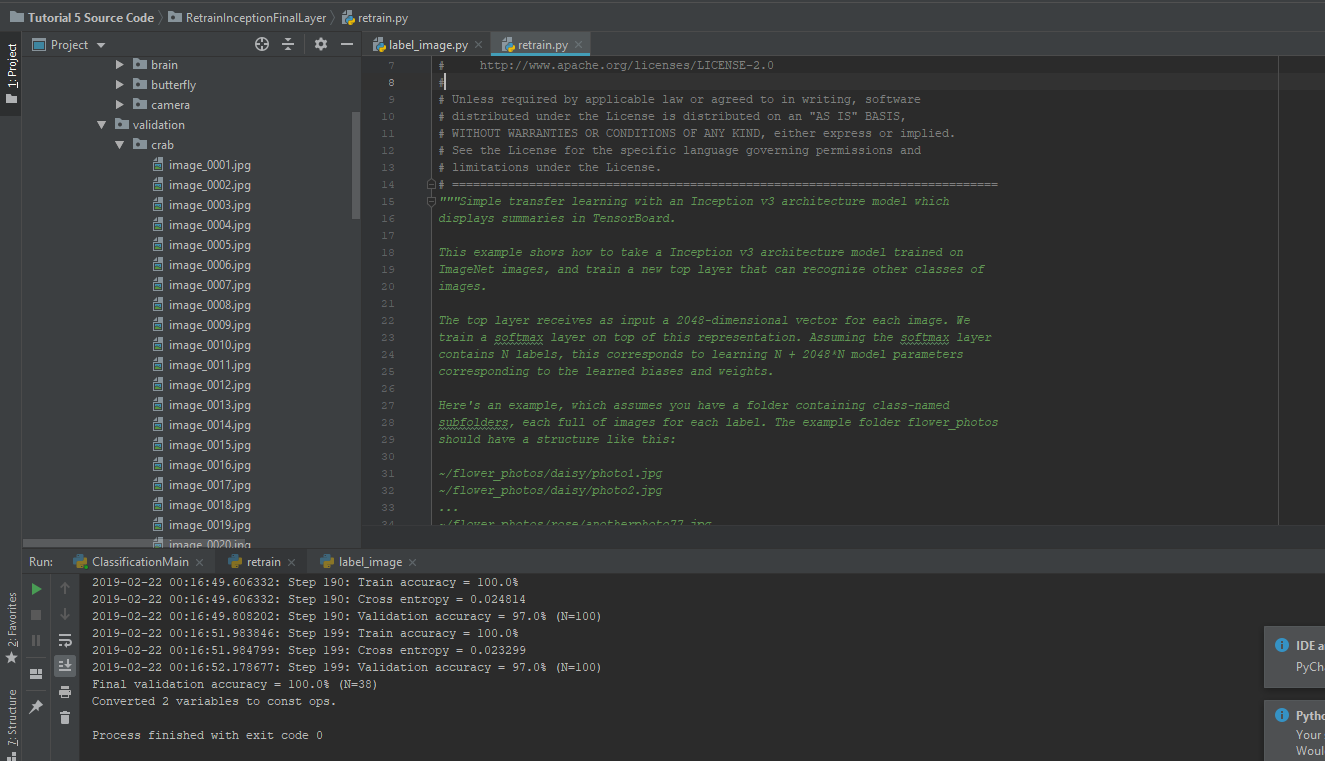 Tutorial 5 Source Code
RetrainInceptionFinalLayer
retrain.py
1: Project
Project
brain
butterfly
camera
validation
crab
image_0001.jpg
image_0002.jpg
image_0003.jpg
image_0004.jpg
image_0005.jpg
image_0006.jpg
image_0007.jpg
image_0008.jpg
image_0009.jpg
image_0010.jpg
image_0011.jpg
image_0012.jpg
image_0013.jpg
image_0014.jpg
image_0015.jpg
image_0016.jpg
image_0017.jpg
image_0018.jpg
image_0019.jpg
image_0020.jpg
label_image.py
retrain.py
7 # http://www.apache.org/licenses/LICENSE-2.0
8 #
9 # Unless required by applicable law or agreed to in writing, software
10 # distributed under the License is distributed on an "AS IS" BASIS,
11 # WITHOUT WARRANTIES OR CONDITIONS OF ANY KIND, either express or implied.
12 # See the License for the specific language governing permissions and
13 # limitations under the License.
14 # ==============================================================================
15 """Simple transfer learning with an Inception v3 architecture model which
16 displays summaries in TensorBoard.
17
18 This example shows how to take a Inception v3 architecture model trained on
19 ImageNet images, and train a new top layer that can recognize other classes of
20 images.
21
22 The top layer receives as input a 2048-dimensional vector for each image. We
23 train a softmax layer on top of this representation. Assuming the softmax layer
24 contains N labels, this corresponds to learning N + 2048*N model parameters
25 corresponding to the learned biases and weights.
26
27 Here's an example, which assumes you have a folder containing class-named
28 subfolders, each full of images for each label. The example folder flower_photos
29 should have a structure like this:
30
31 ~/flower_photos/daisy/photo1.jpg
32 ~/flower_photos/daisy/photo2.jpg
33 ...
34 ~/flower_photos/rose/anotherphoto77.jpg
Run:
ClassificationMain
retrain
label_image
2019-02-22 00:16:49.606332: Step 190: Train accuracy = 100.0%
2019-02-22 00:16:49.606332: Step 190: Cross entropy = 0.024814
2019-02-22 00:16:49.808202: Step 190: Validation accuracy = 97.0% (N=100)
2019-02-22 00:16:51.983846: Step 199: Train accuracy = 100.0%
2019-02-22 00:16:51.984799: Step 199: Cross entropy = 0.023299
2019-02-22 00:16:52.178677: Step 199: Validation accuracy = 97.0% (N=100)
Final validation accuracy = 100.0% (N=38)
Converted 2 variables to const ops.
Process finished with exit code 0
2: Favorites
7: Structure
IDE a
PyCh
Pytho
Your
Woul